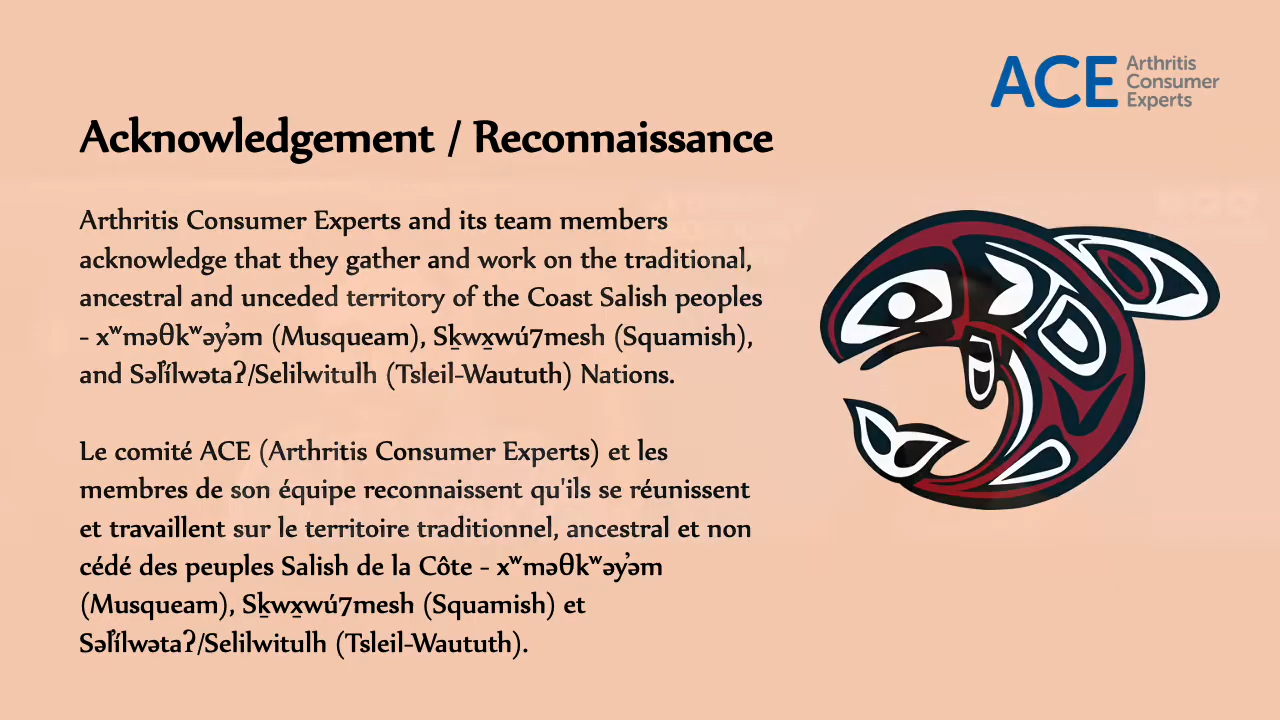 ACE Arthritis
Consumer
Experts
Acknowledgement / Reconnaissance
Arthritis Consumer Experts and its team members
acknowledge that they gather and work on the traditional,
ancestral and unceded territory of the Coast Salish peoples
- xʷməθkʷəy̓əm (Musqueam), Sḵwx̱wú7mesh (Squamish),
and Səl̓ílwətaʔ/Selilwitulh (Tsleil-Waututh) Nations.
Le comité ACE (Arthritis Consumer Experts) et les
membres de son équipe reconnaissent qu'ils se réunissent
et travaillent sur le territoire traditionnel, ancestral et non
cédé des peuples Salish de la Côte - xʷməθkʷəy̓əm
(Musqueam), Sḵwx̱wú7mesh (Squamish) et
Səl̓ílwətaʔ/Selilwitulh (Tsleil-Waututh).